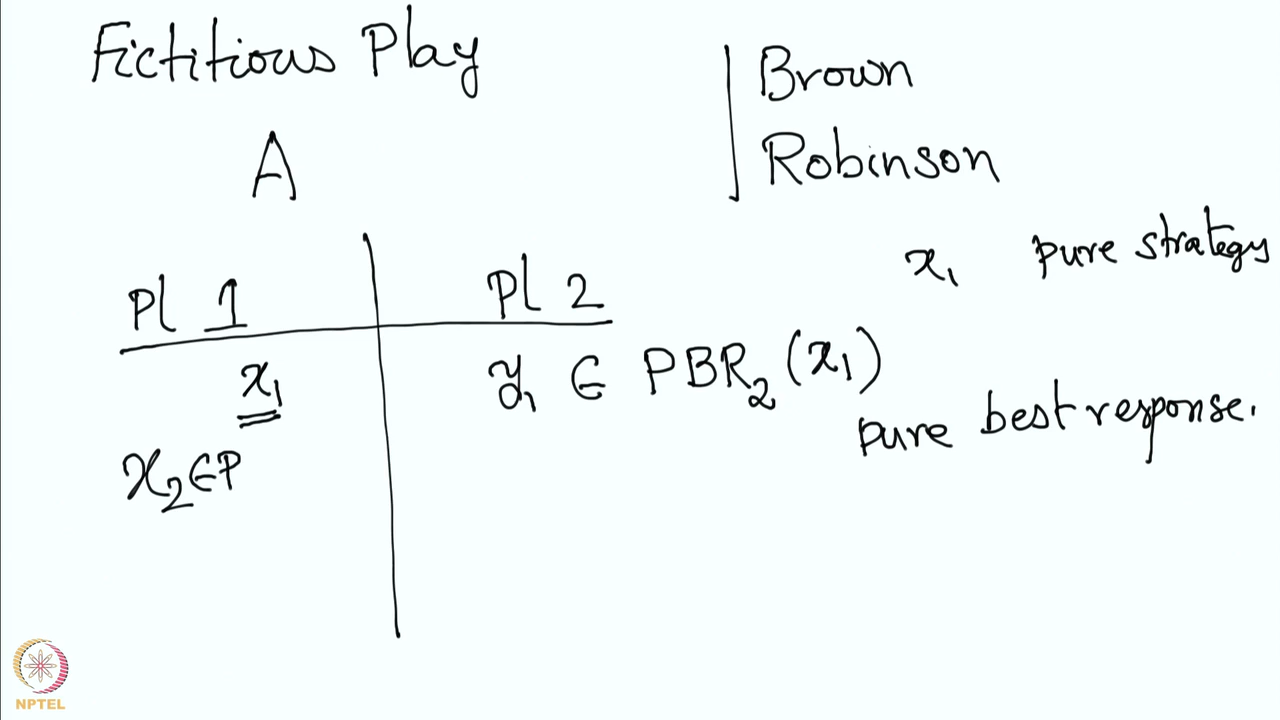 Fictitious Play
Brown
Robinson
A
x₁ pure strategy
Pl 1 Pl 2
x₁ y₁ ∈ PBR₂(x₁)
pure best response.
x₂∈P
NPTEL